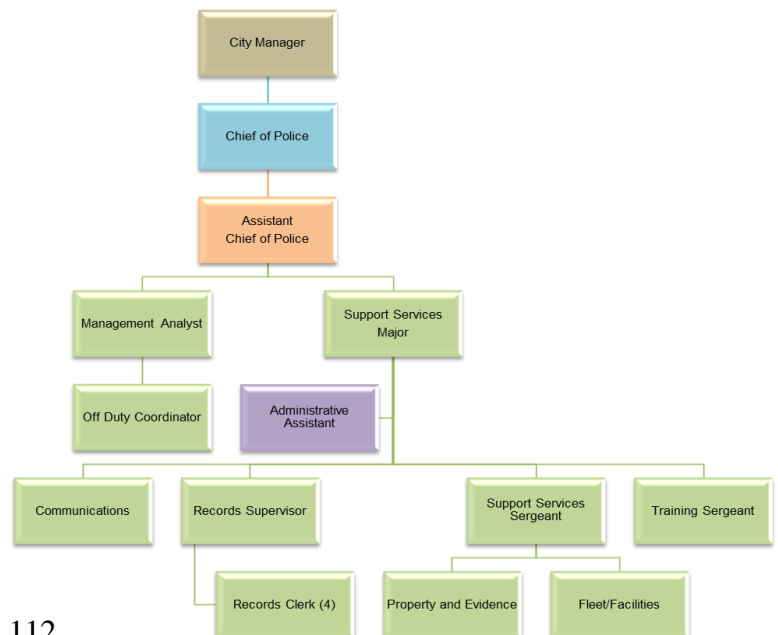 City Manager
Chief of Police
Assistant
Chief of Police
Management Analyst
Support Services
Major
Off Duty Coordinator
Administrative
Assistant
Communications
Records Supervisor
Support Services
Sergeant
Training Sergeant
Records Clerk (4)
Property and Evidence
Fleet/Facilities
112